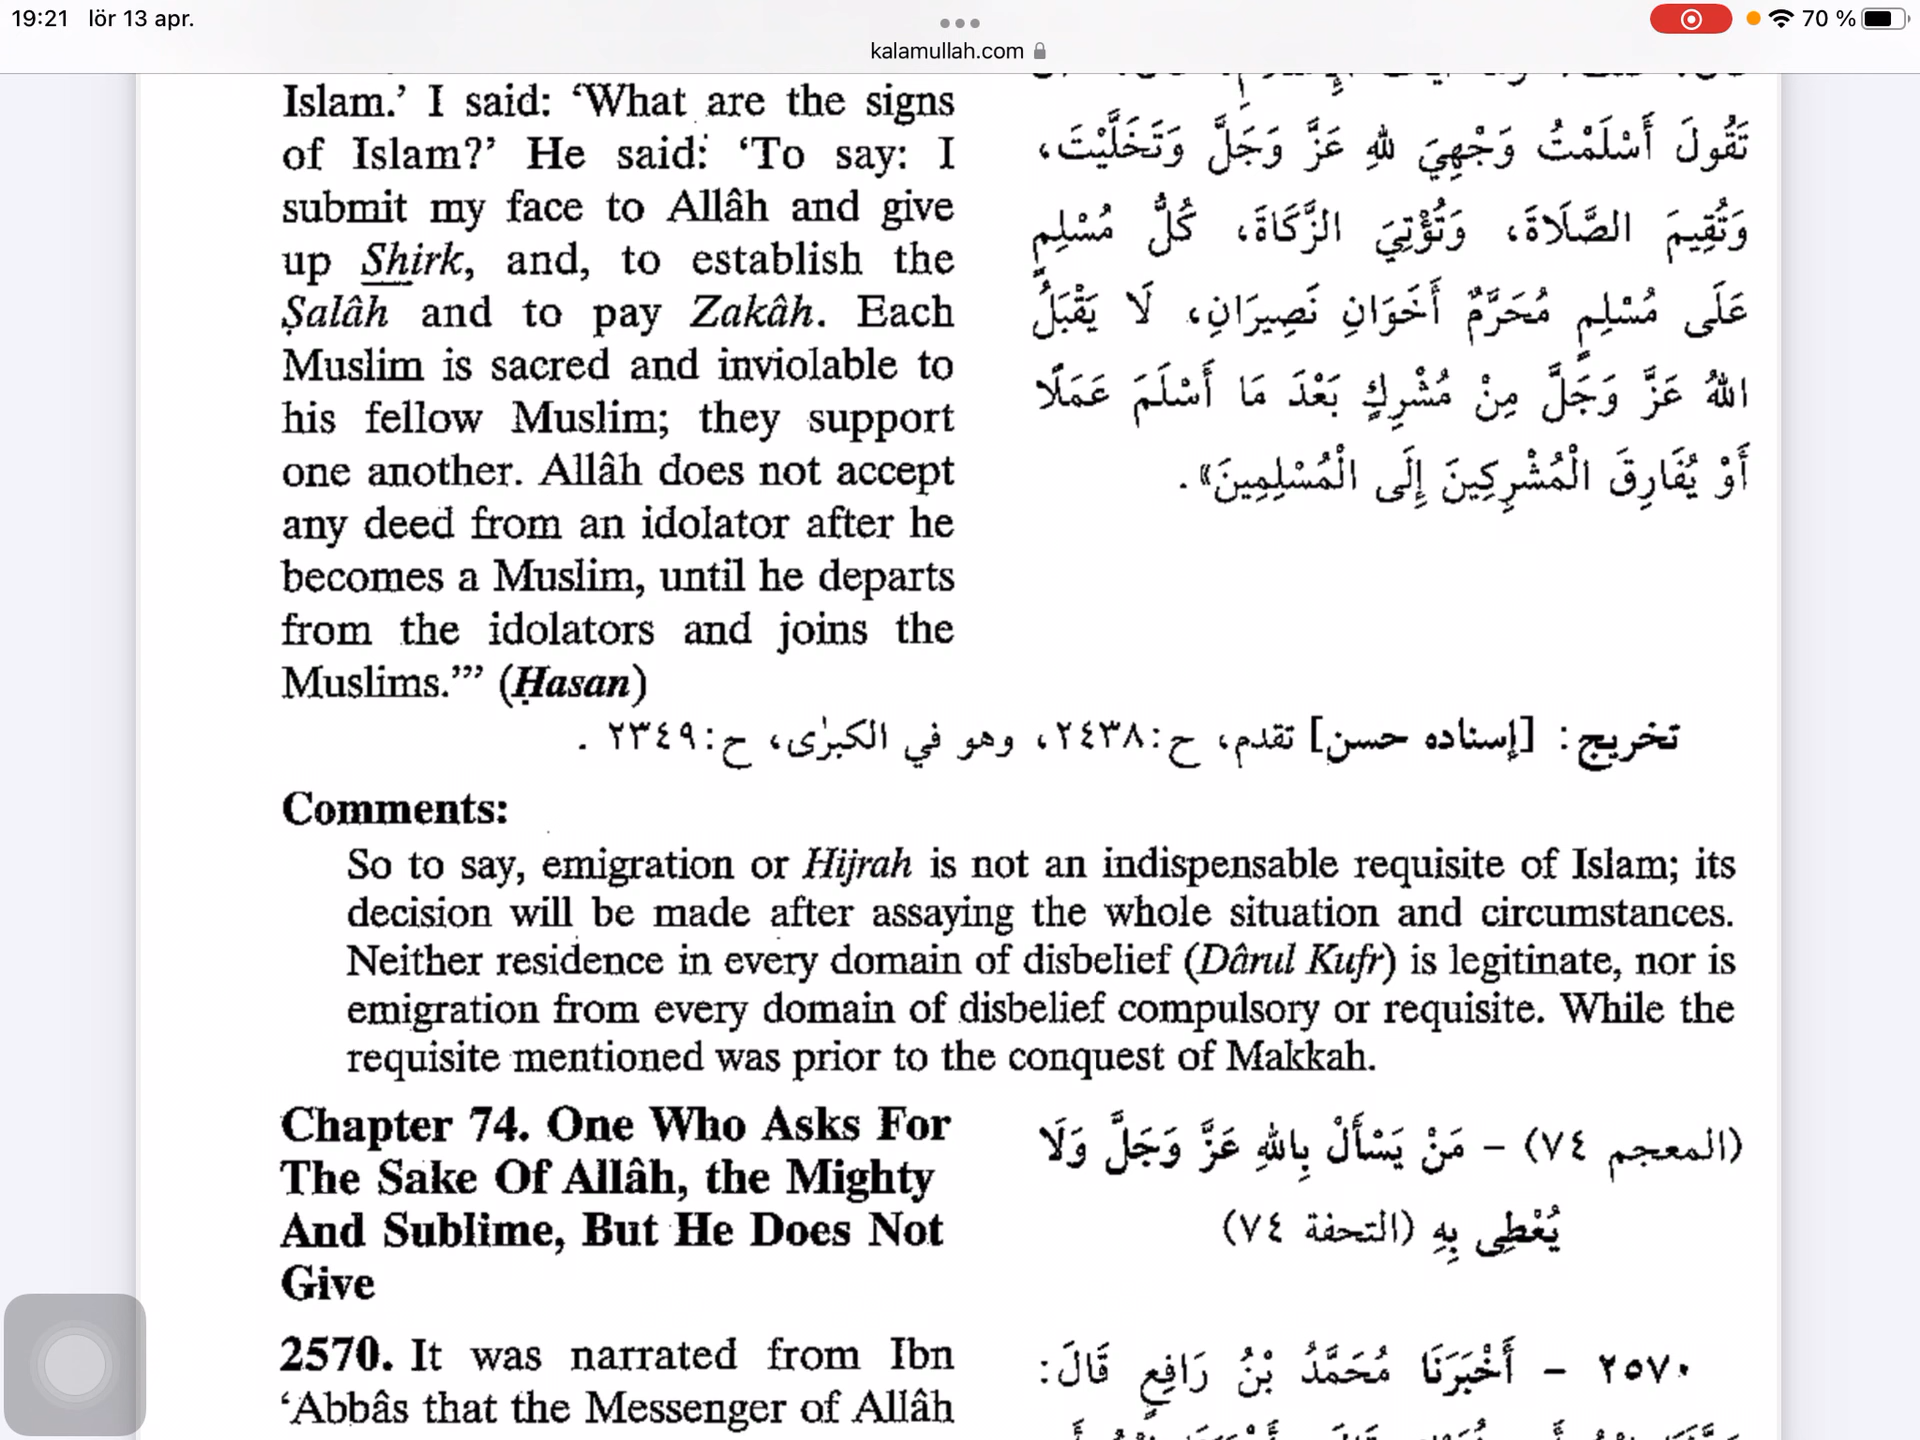 19:21 lör 13 apr.
70 %
kalamullah.com
Islam.’ I said: ‘What are the signs
of Islam?’ He said: ‘To say: I
submit my face to Allâh and give
up Shirk, and, to establish the
Ṣalâh and to pay Zakâh. Each
Muslim is sacred and inviolable to
his fellow Muslim; they support
one another. Allâh does not accept
any deed from an idolator after he
becomes a Muslim, until he departs
from the idolators and joins the
Muslims.”’ (Ḥasan)
تَقُولَ أَسْلَمْتُ وَجْهِيَ للهِ عَزَّ وَجَلَّ وَتَخَلَّيْتَ،
وَتُقِيمَ الصَّلَاةَ، وَتُؤْتِيَ الزَّكَاةَ، كُلُّ مُسْلِمٍ
عَلَى مُسْلِمٍ مُحَرَّمٌ أَخَوَانِ نَصِيرَانِ، لَا يَقْبَلُ
اللهُ عَزَّ وَجَلَّ مِنْ مُشْرِكٍ بَعْدَ مَا أَسْلَمَ عَمَلًا
أَوْ يُفَارِقَ الْمُشْرِكِينَ إِلَى الْمُسْلِمِينَ».
تخريج: [إسناده حسن] تقدم، ح:٢٤٣٨، وهو في الكبرٰى، ح:٢٣٤٩.
Comments:
So to say, emigration or Hijrah is not an indispensable requisite of Islam; its
decision will be made after assaying the whole situation and circumstances.
Neither residence in every domain of disbelief (Dârul Kufr) is legitinate, nor is
emigration from every domain of disbelief compulsory or requisite. While the
requisite mentioned was prior to the conquest of Makkah.
Chapter 74. One Who Asks For
The Sake Of Allâh, the Mighty
And Sublime, But He Does Not
Give
(المعجم ٧٤) - مَنْ يَسْأَلْ بِاللهِ عَزَّ وَجَلَّ وَلَا
يُعْطِى بِهِ (التحفة ٧٤)
2570. It was narrated from Ibn
‘Abbâs that the Messenger of Allâh
٢٥٧٠ - أَخْبَرَنَا مُحَمَّدُ بْنُ رَافِعٍ قَالَ: